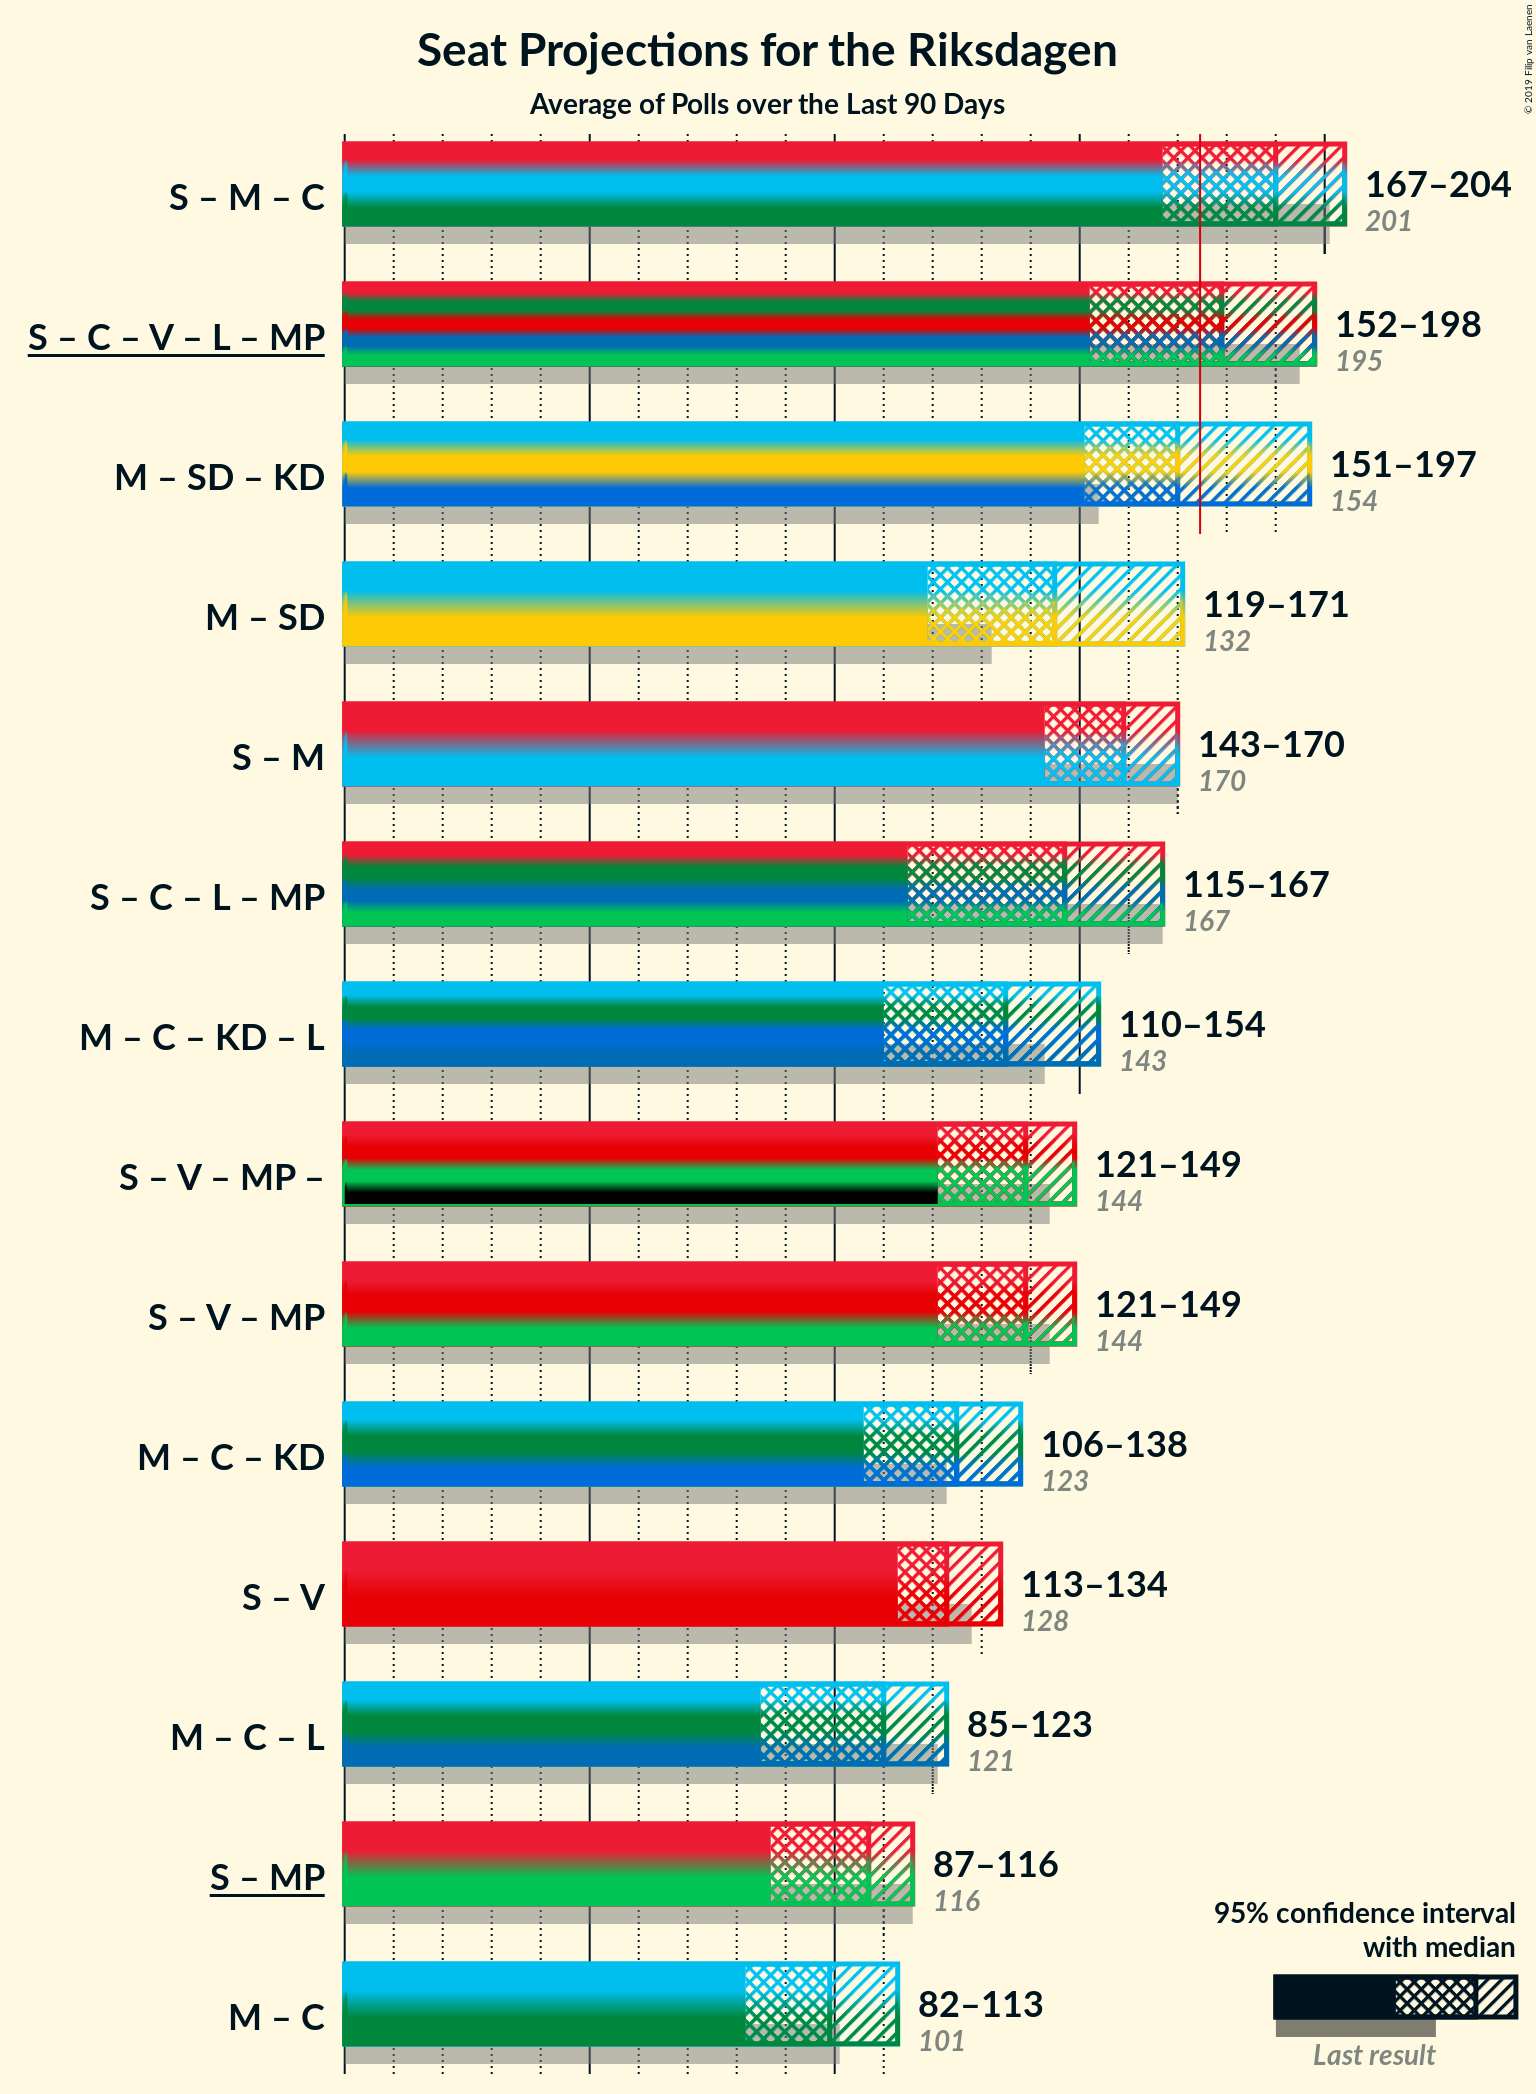 Seat Projections for the Riksdagen
Average of Polls over the Last 90 Days
© 2019 Filip van Laenen
S – M – C
167–204
201
S – C – V – L – MP
152–198
195
M – SD – KD
151–197
154
M – SD
119–171
132
S – M
143–170
170
S – C – L – MP
115–167
167
M – C – KD – L
110–154
143
S – V – MP –
121–149
144
S – V – MP
121–149
144
M – C – KD
106–138
123
S – V
113–134
128
M – C – L
85–123
121
S – MP
87–116
116
M – C
82–113
101
95% confidence interval
with median
Last result